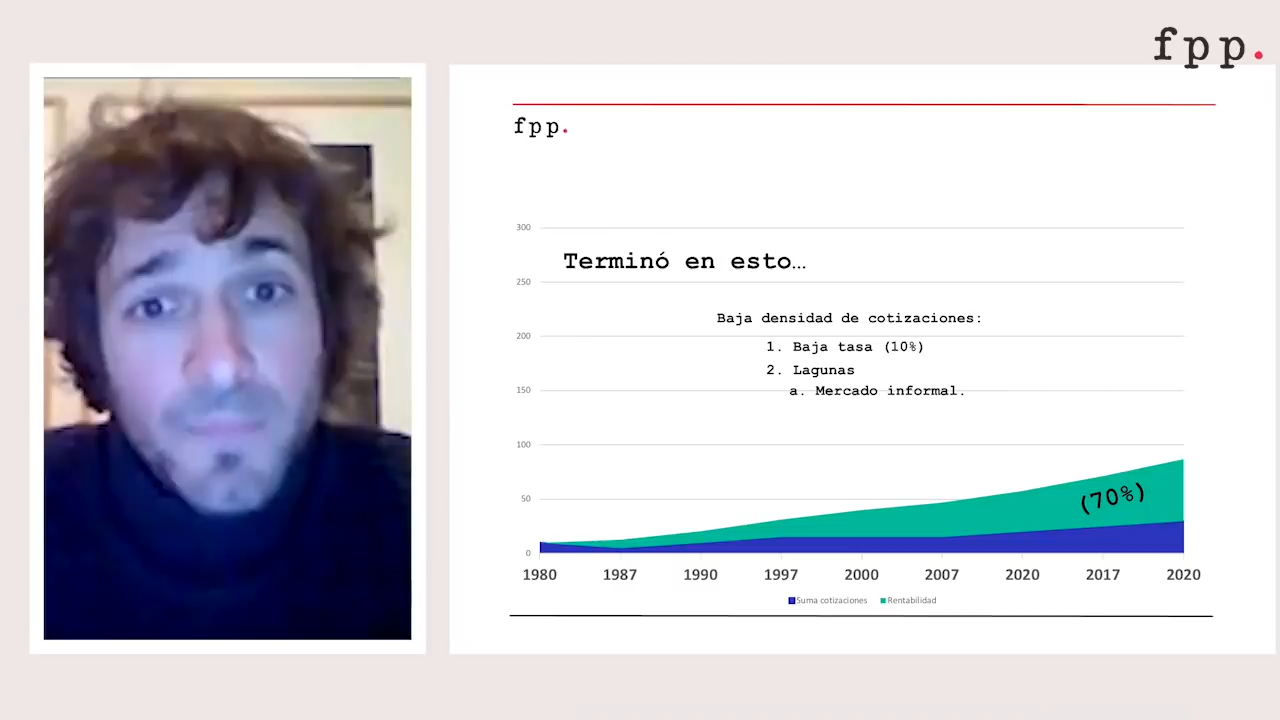 fpp.
fpp.
300
Terminó en esto…
250
Baja densidad de cotizaciones:
200
1. Baja tasa (10%)
2. Lagunas
150
a. Mercado informal.
100
50
(70%)
0
1980 1987 1990 1997 2000 2007 2020 2017 2020
Suma cotizaciones Rentabilidad